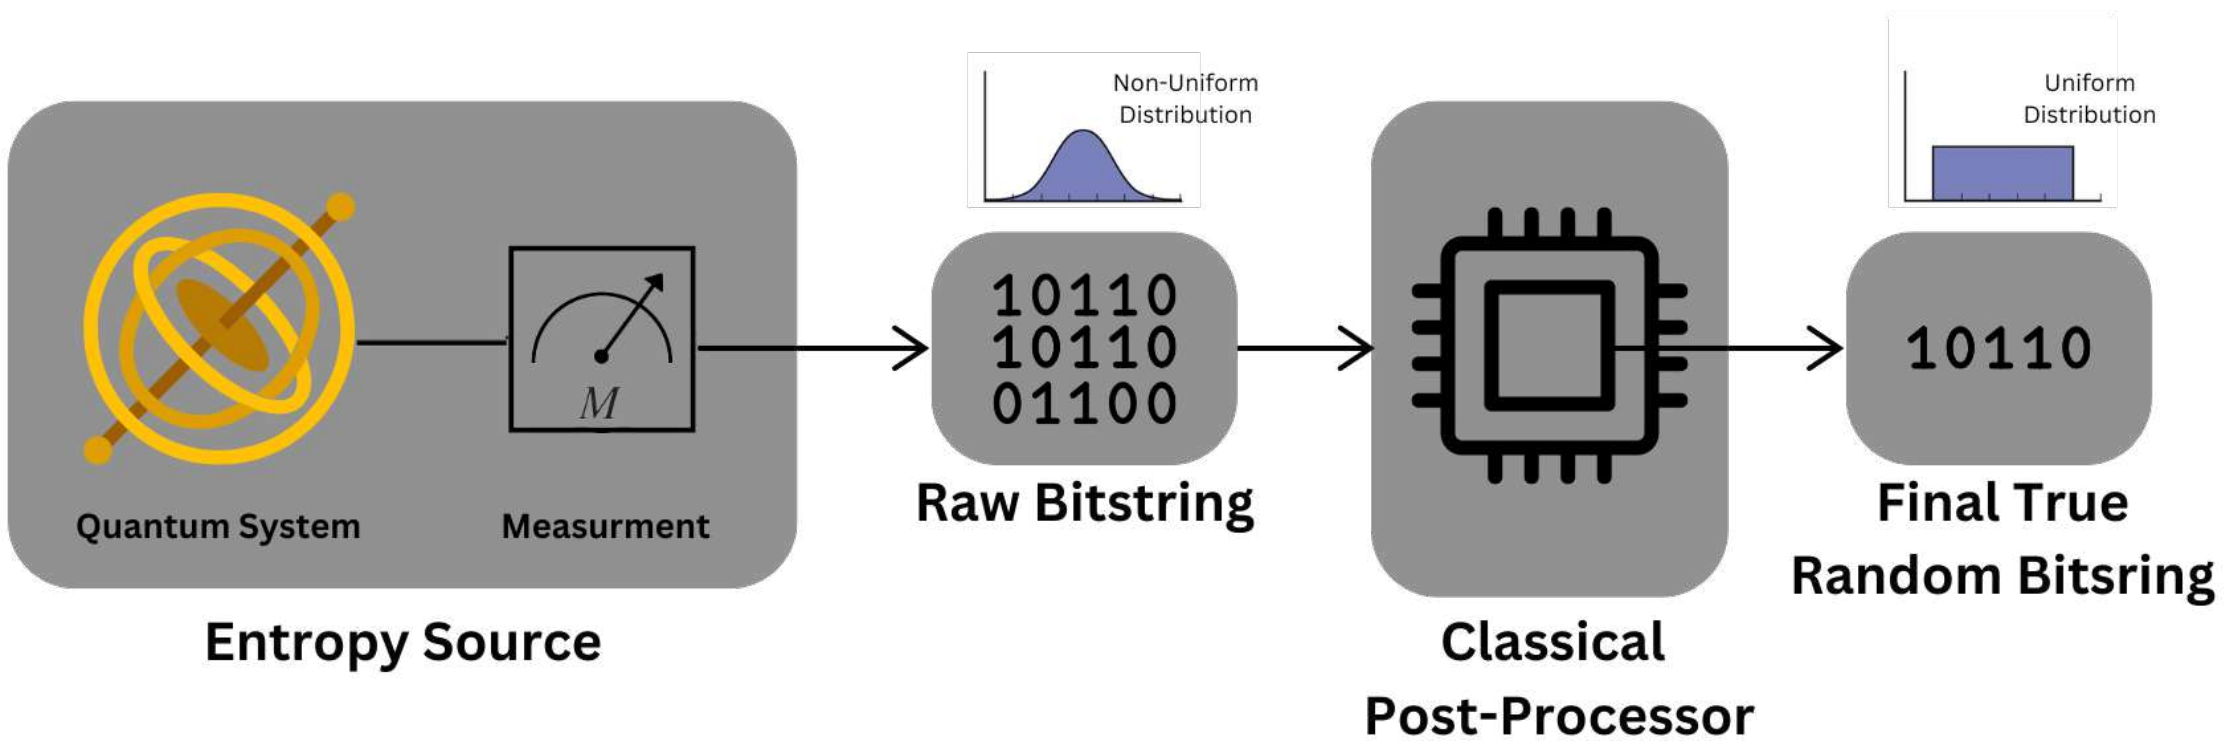 Quantum System
Measurment
M
Entropy Source
Non-Uniform
Distribution
10110
10110
01100
Raw Bitstring
Classical
Post-Processor
Uniform
Distribution
10110
Final True
Random Bitsring